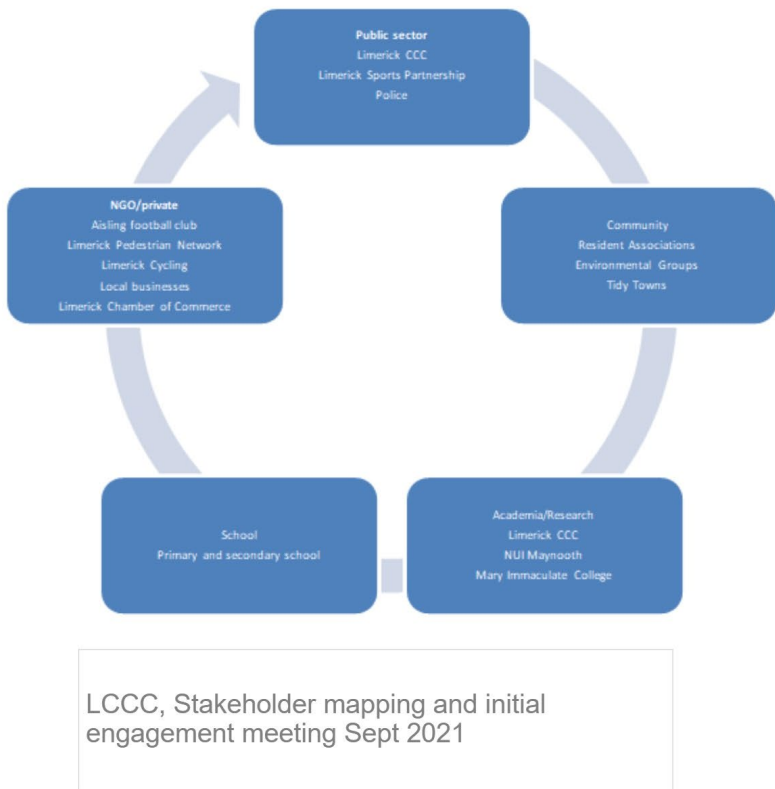 Public sector
Limerick CCC
Limerick Sports Partnership
Police
NGO/private
Aisling football club
Limerick Pedestrian Network
Limerick Cycling
Local businesses
Limerick Chamber of Commerce
Community
Resident Associations
Environmental Groups
Tidy Towns
School
Primary and secondary school
Academia/Research
Limerick CCC
NUI Maynooth
Mary Immaculate College
LCCC, Stakeholder mapping and initial
engagement meeting Sept 2021